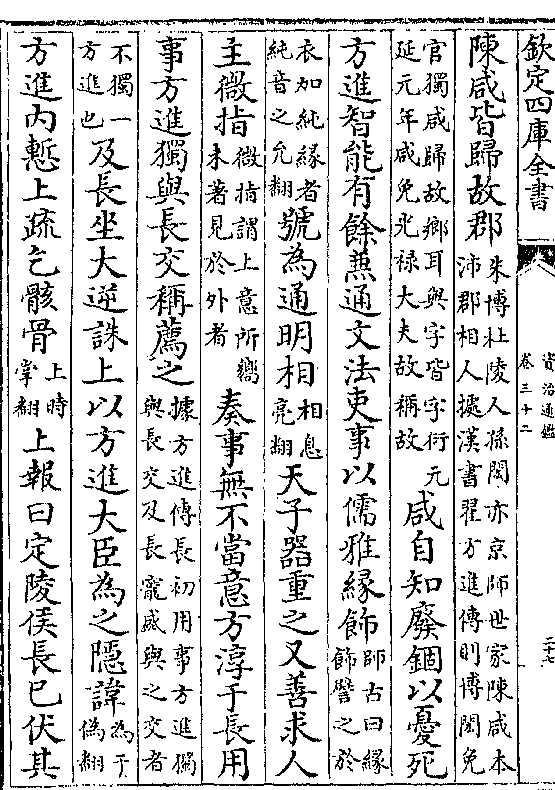 欽定四庫全書
資治通鑑
卷三十二
二十七
陳咸皆歸故郡
朱博杜陵人孫閎亦京師世家陳咸本
沛郡相人據漢書翟方進傳則博閎免
官獨咸歸故鄉耳與字皆字衍元
延元年咸免光禄大夫故稱故
咸自知廢錮以憂死
方進智能有餘兼通文法吏事以儒雅緣飾
師古曰緣
飾譬之於
衣加純緣者
純音之允翻
號為通明相
相息
亮翻
天子器重之又善求人
主微指
微指謂上意所嚮
未著見於外者
奏事無不當意方淳于長用
事方進獨與長交稱薦之
據方進傳長初用事方進獨
與長交及長寵盛與之交者
不獨一
方進也
及長坐大逆誅上以方進大臣為之隱諱
為于
偽翻
方進内慙上疏乞骸骨
上時
掌翻
上報曰定陵侯長已伏其